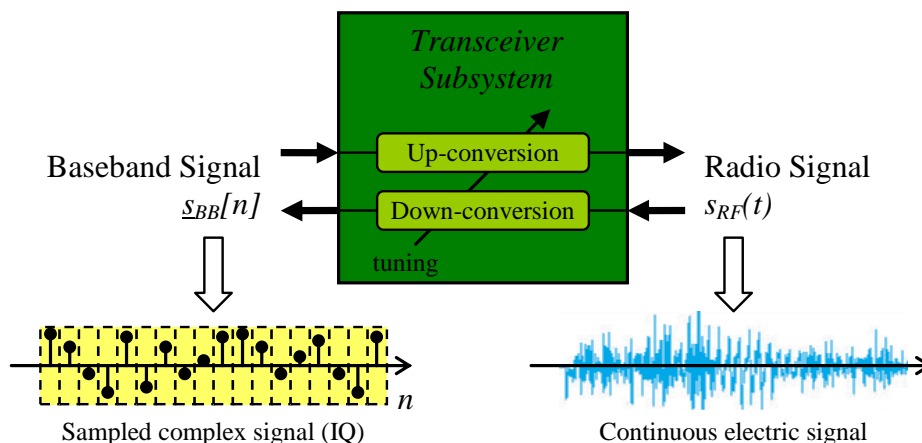 Transceiver
Subsystem
Up-conversion
Baseband Signal
Radio Signal
s_BB[n]
Down-conversion
s_RF(t)
tuning
n
Sampled complex signal (IQ)
Continuous electric signal